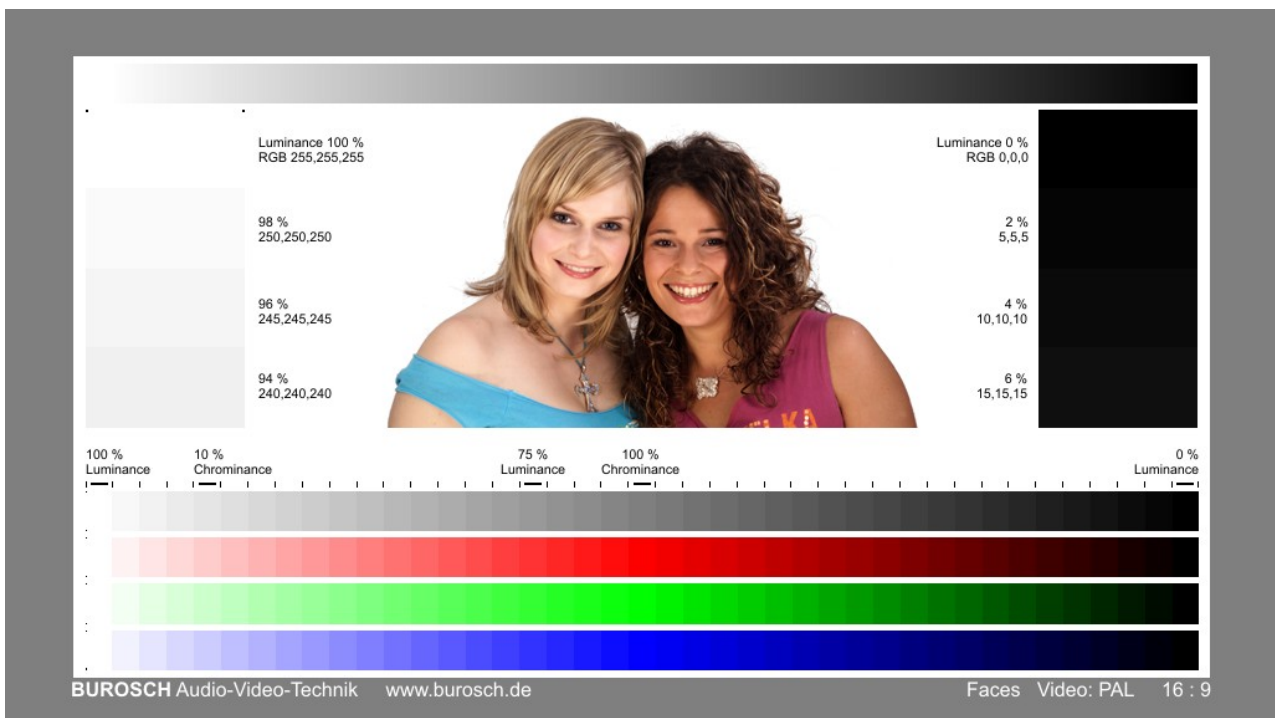 Luminance 100 %
RGB 255,255,255
98 %
250,250,250
96 %
245,245,245
94 %
240,240,240
Luminance 0 %
RGB 0,0,0
2 %
5,5,5
4 %
10,10,10
6 %
15,15,15
100 %
Luminance
10 %
Chrominance
75 %
Luminance
100 %
Chrominance
0 %
Luminance
BUROSCH Audio-Video-Technik www.burosch.de
Faces Video: PAL 16 : 9